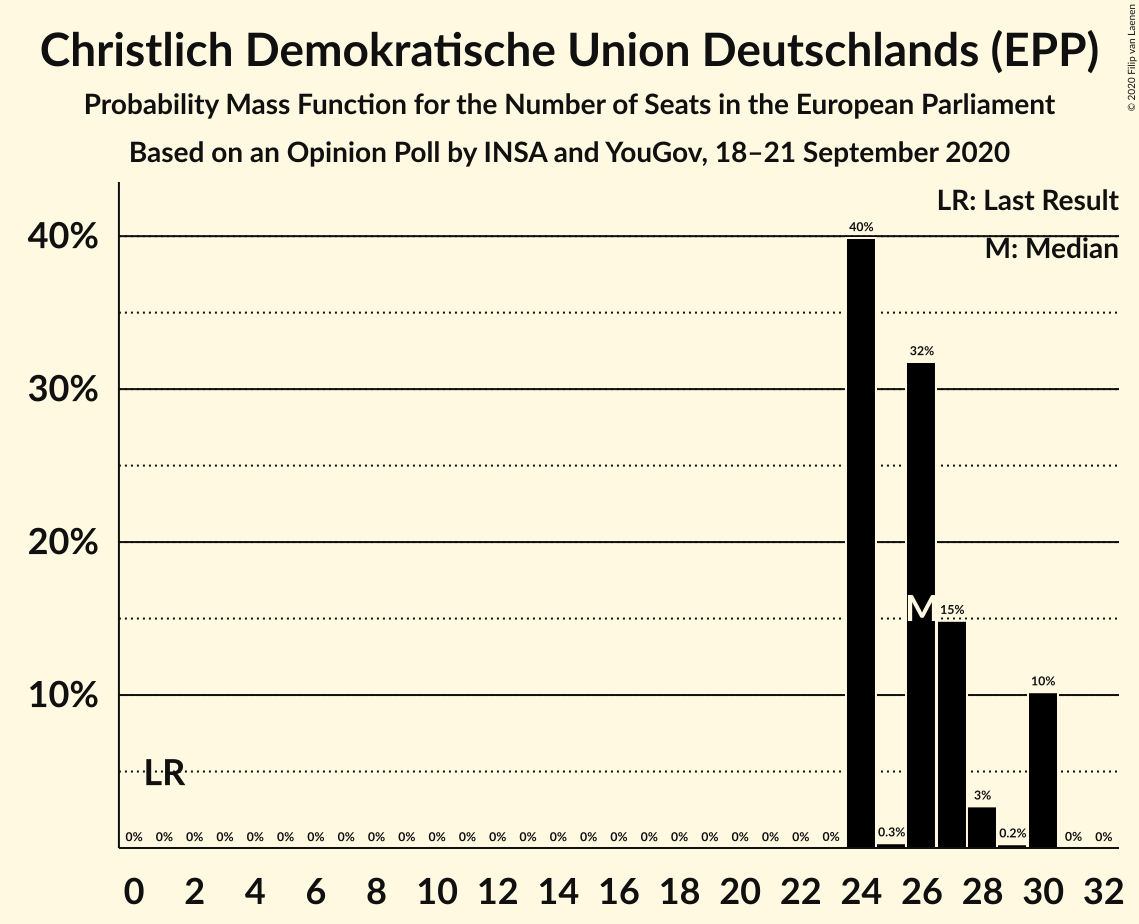 Christlich Demokratische Union Deutschlands (EPP)
Probability Mass Function for the Number of Seats in the European Parliament
Based on an Opinion Poll by INSA and YouGov, 18–21 September 2020
© 2020 Filip van Laenen
LR: Last Result
M: Median
40%
30%
20%
10%
40%
32%
M
15%
10%
LR
3%
0% 0% 0% 0% 0% 0% 0% 0% 0% 0% 0% 0% 0% 0% 0% 0% 0% 0% 0% 0% 0% 0% 0% 0% 0.3% 0.2% 0% 0%
0 2 4 6 8 10 12 14 16 18 20 22 24 26 28 30 32